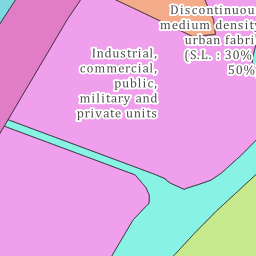 Discontinuou
medium density
urban fabri
(S.L. : 30%
50%
Industrial,
commercial,
public,
military and
private units